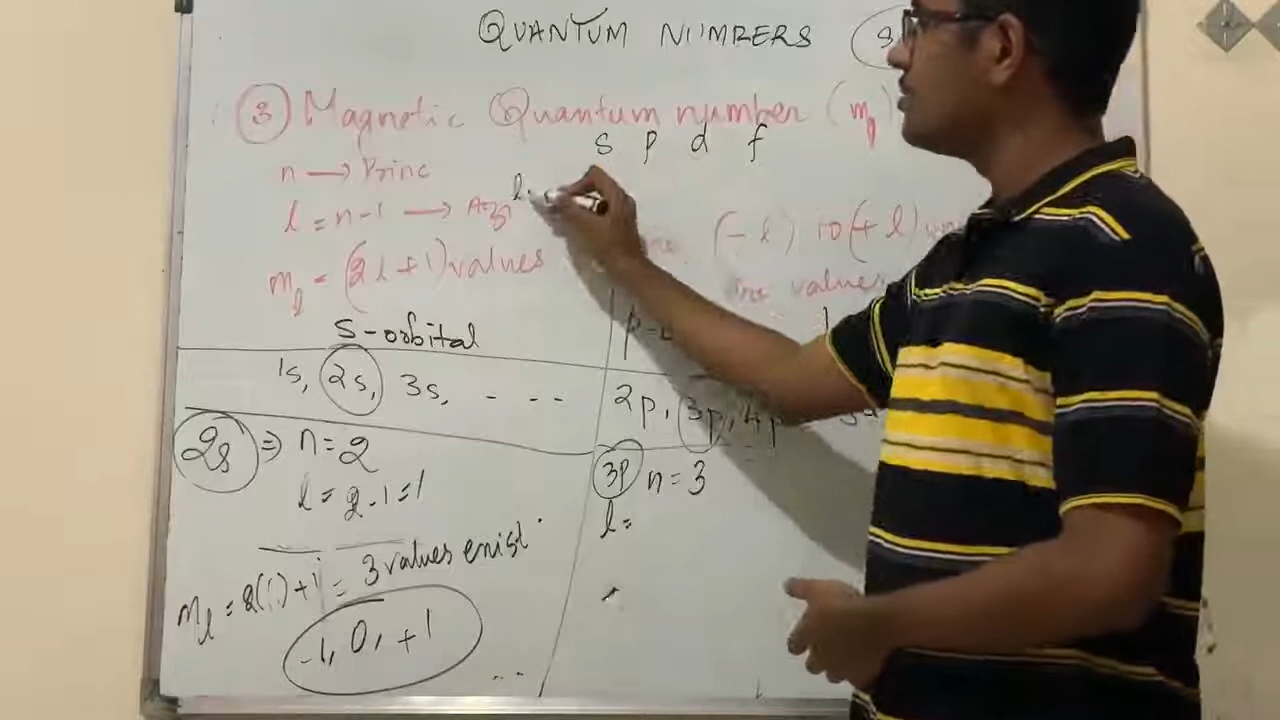 QUANTUM NUMBERS
③ Magnetic Quantum number (mₗ)
s p d f
n → Princ
l = n-1 → Azi
(-l) to (+l)
mₗ = (2l+1) values
values
s-orbital
1s, 2s, 3s, - - -
2p, 3p, 4p
2s ⇒ n = 2
l = 2-1 = 1
mₗ = 2(1)+1 = 3 values exist
-1, 0, +1
3p n = 3
l =